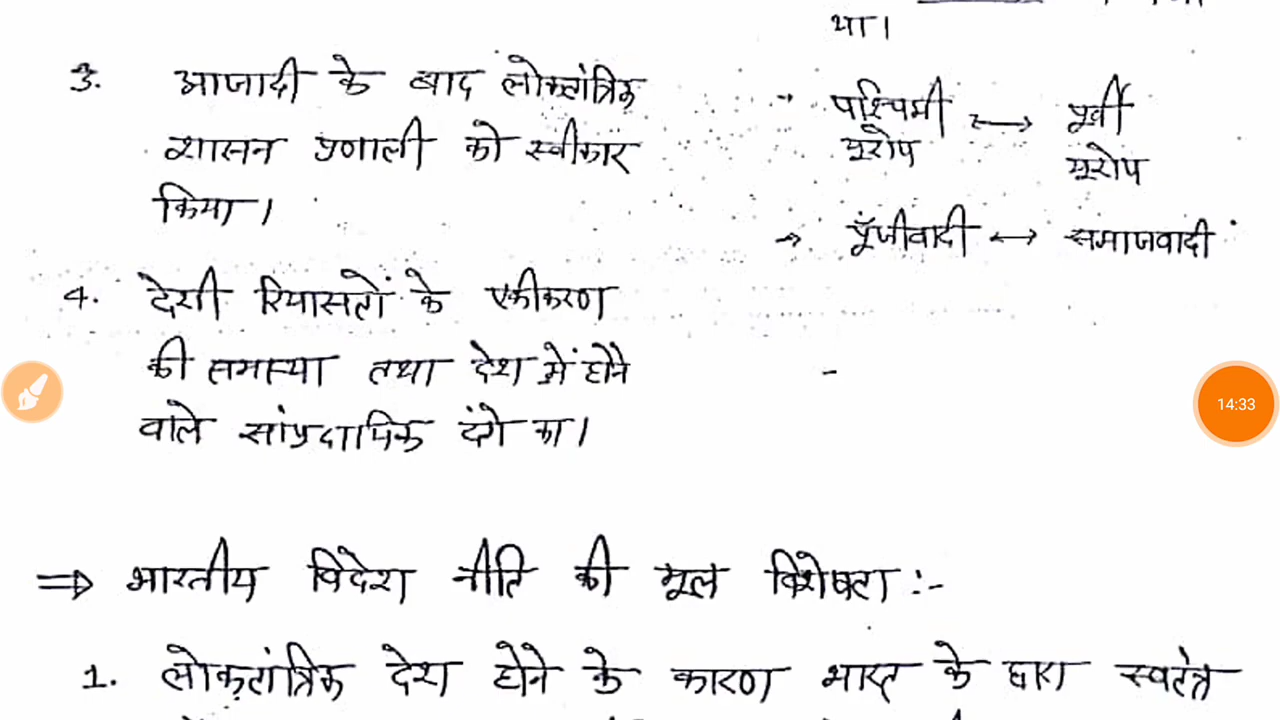 था।
3. आजादी के बाद लोकतांत्रिक
शासन प्रणाली को स्वीकार
किया।
4. देशी रियासतों के एकीकरण
की समस्या तथा देश में होने
वाले सांप्रदायिक दंगे का।
पश्चिमी ↔ पूर्वी
यूरोप यूरोप
→ पूँजीवादी ↔ समाजवादी
14:33
⇒ भारतीय विदेश नीति की मूल विशेषता :-
1. लोकतांत्रिक देश होने के कारण भारत के द्वारा स्वतंत्र